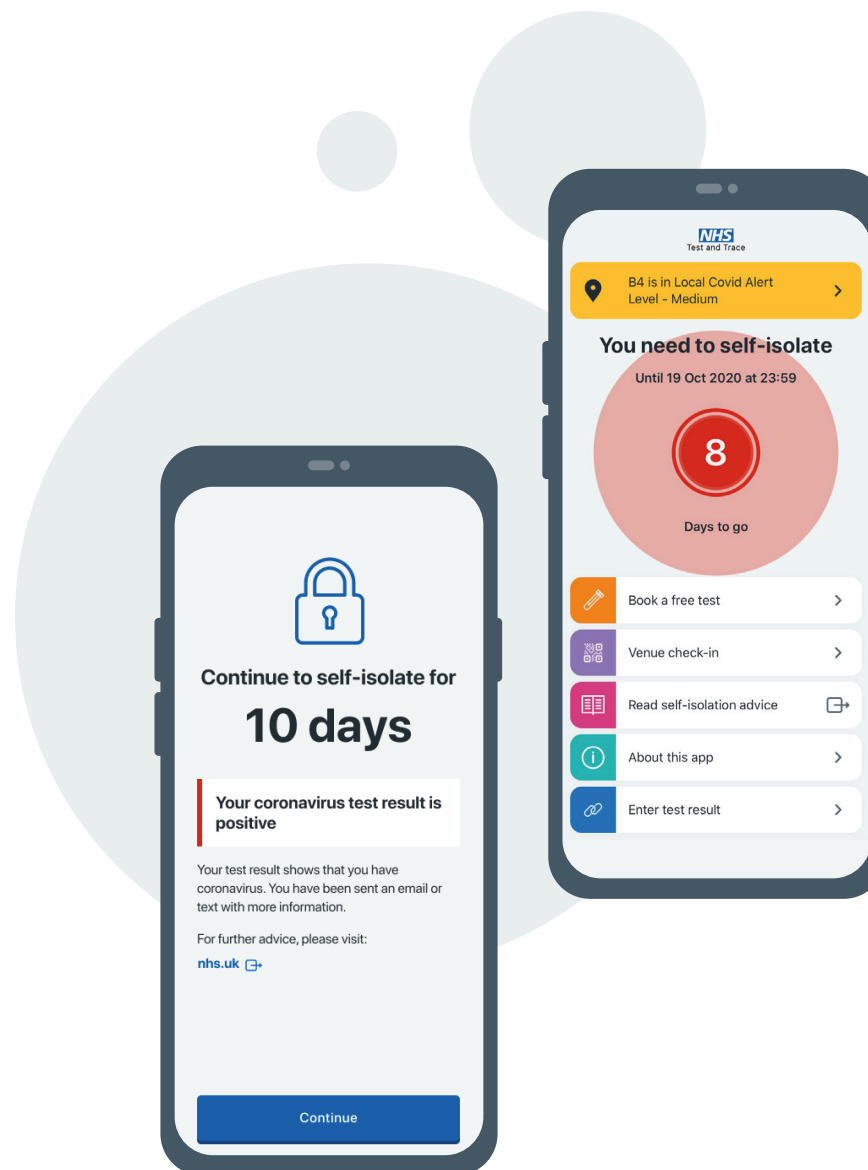 NHS
Test and Trace
B4 is in Local Covid Alert
Level - Medium
You need to self-isolate
Until 19 Oct 2020 at 23:59
8
Days to go
Book a free test
Venue check-in
Read self-isolation advice
About this app
Enter test result
Continue to self-isolate for
10 days
Your coronavirus test result is
positive
Your test result shows that you have
coronavirus. You have been sent an email or
text with more information.
For further advice, please visit:
nhs.uk
Continue